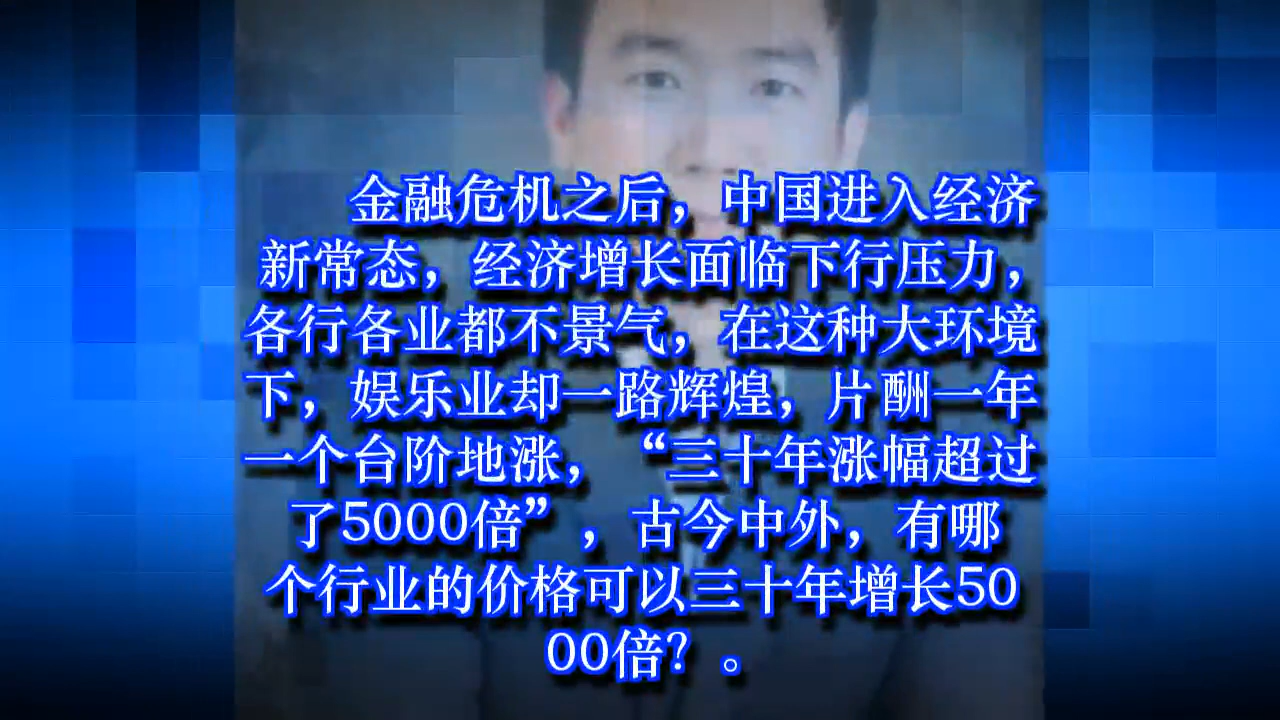 金融危机之后，中国进入经济
新常态，经济增长面临下行压力，
各行各业都不景气，在这种大环境
下，娱乐业却一路辉煌，片酬一年
一个台阶地涨，“三十年涨幅超过
了5000倍”，古今中外，有哪
个行业的价格可以三十年增长50
00倍？。